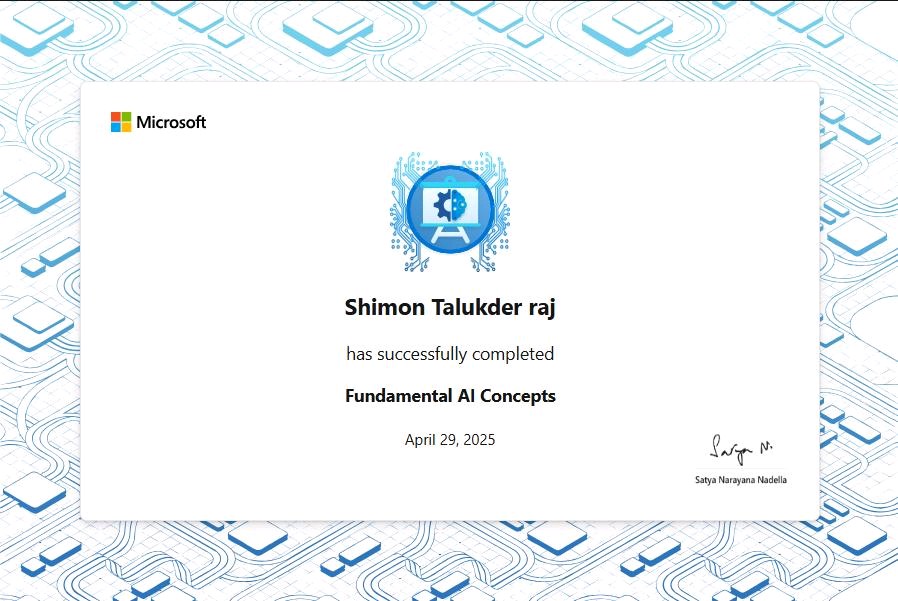 Microsoft
Shimon Talukder raj
has successfully completed
Fundamental AI Concepts
April 29, 2025
Satya N.
Satya Narayana Nadella